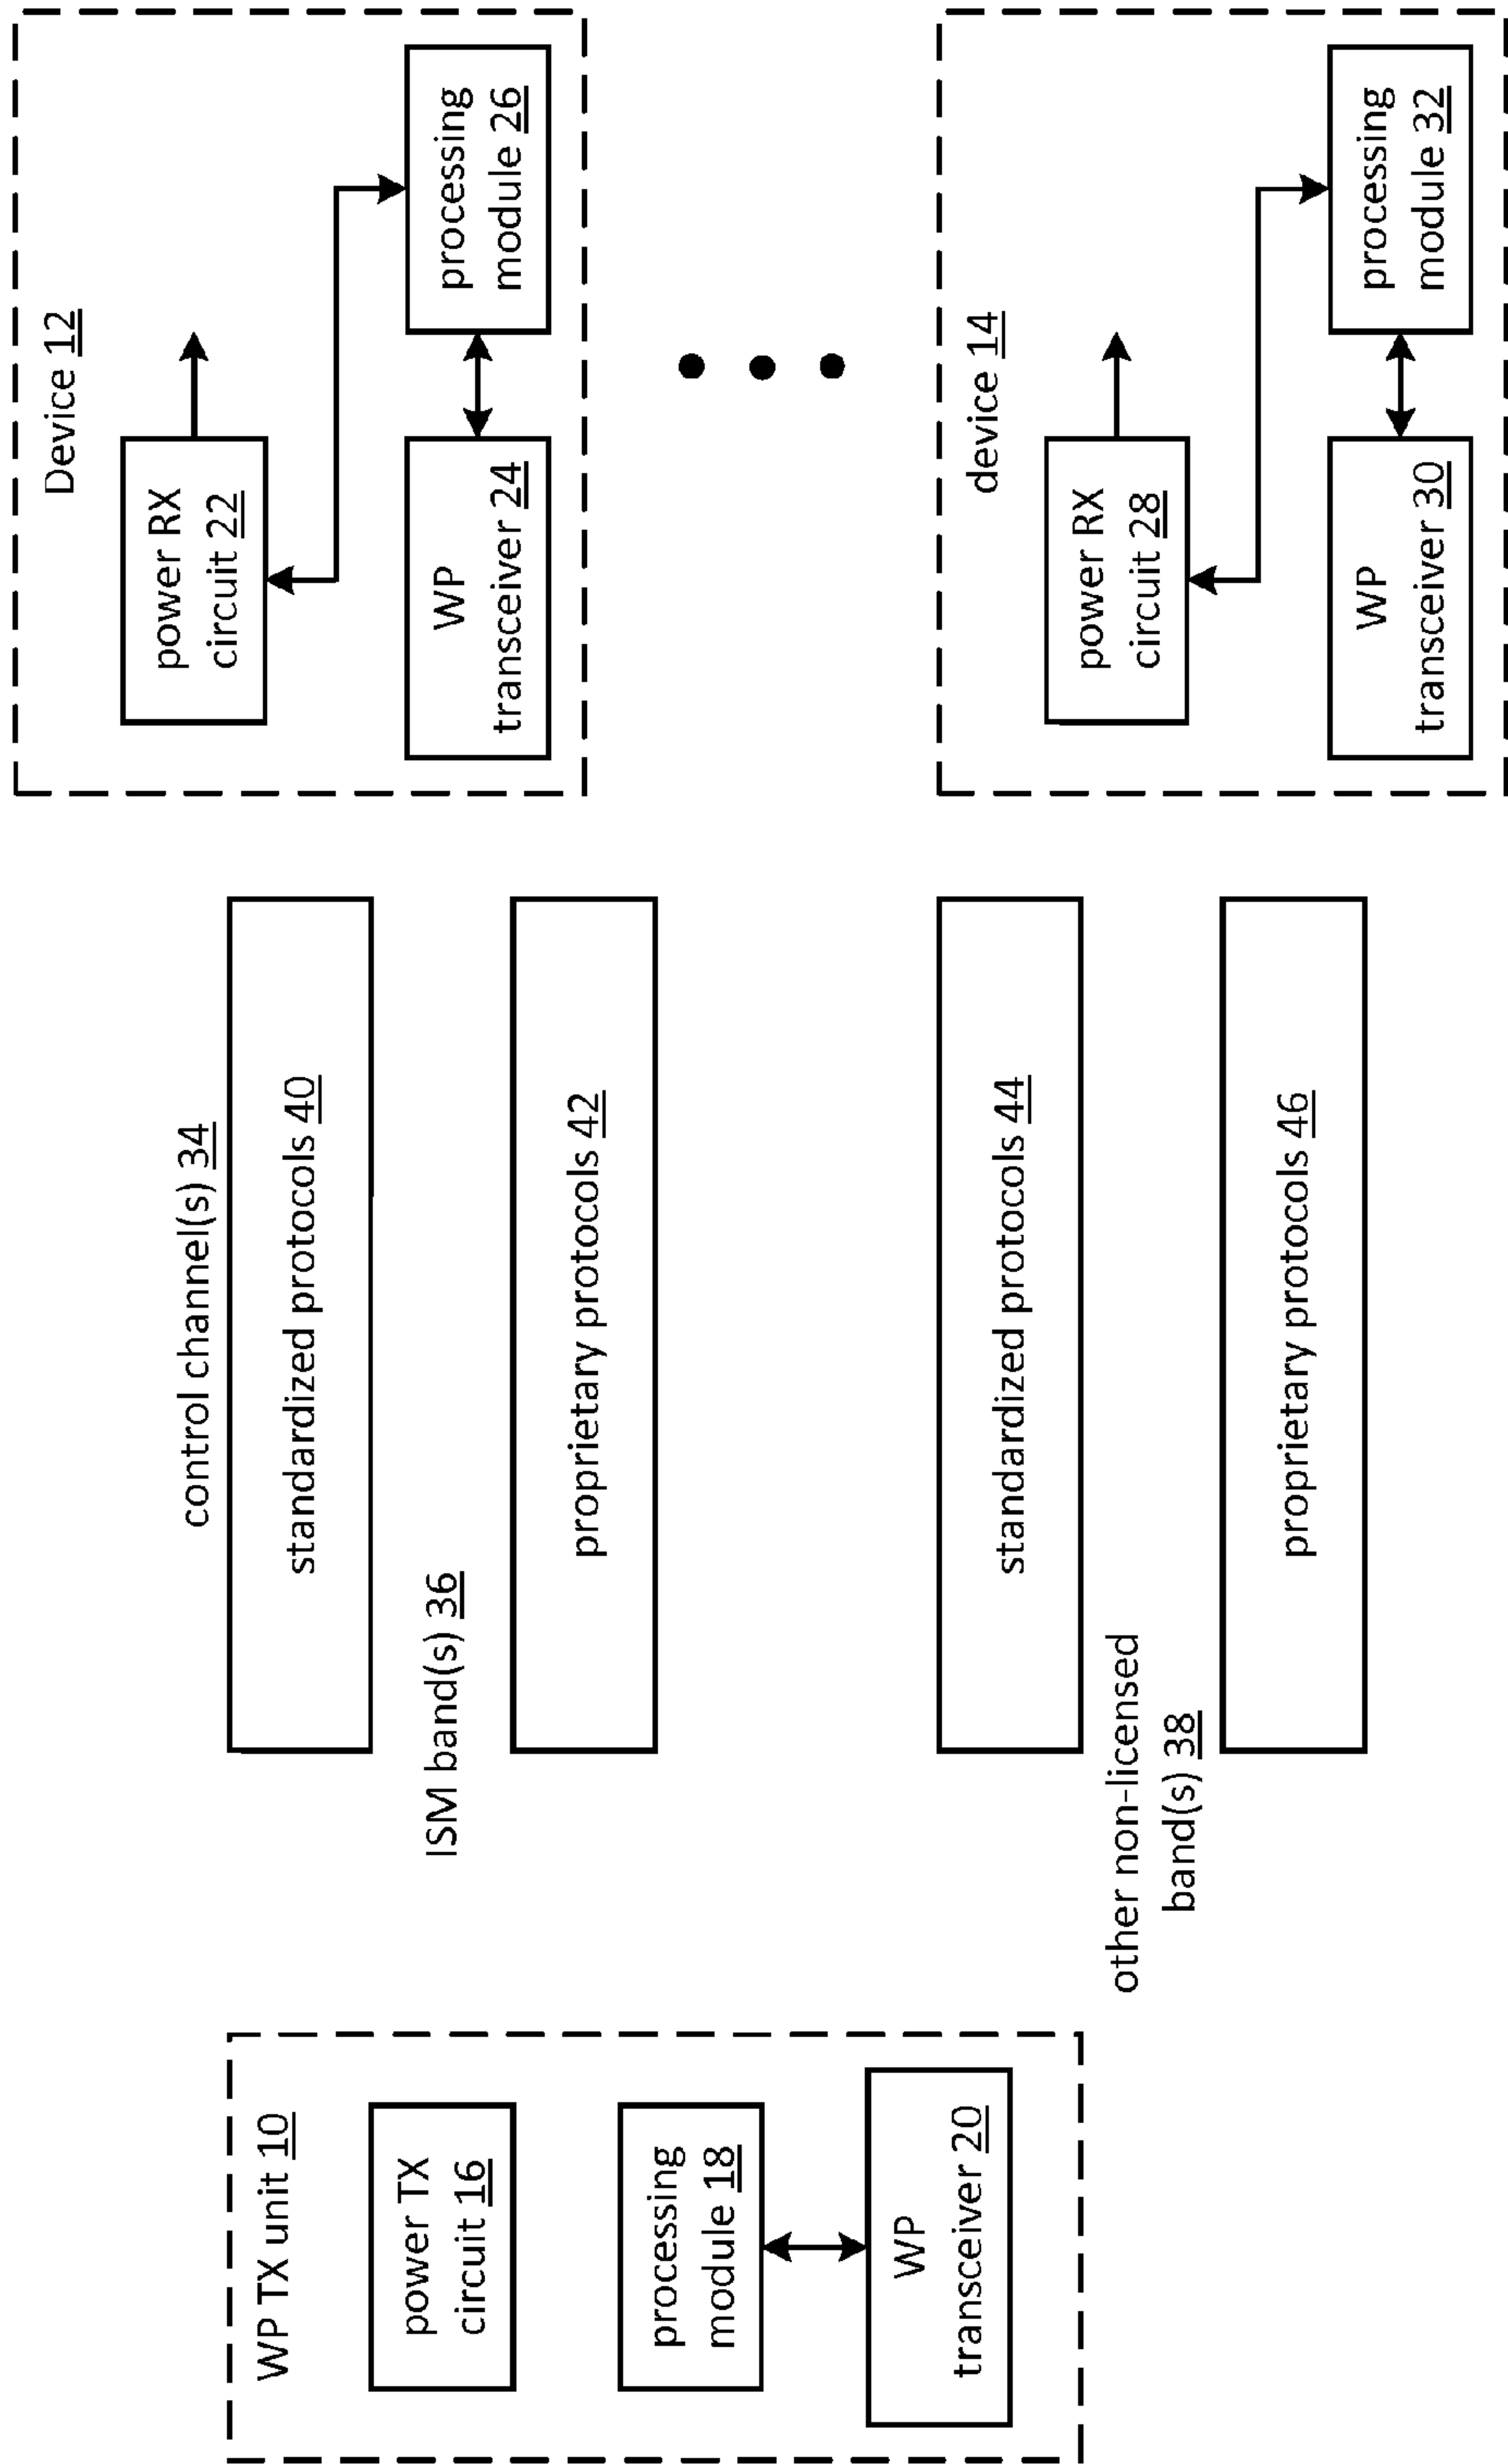 WP TX unit 10
power TX
circuit 16
processing
module 18
WP
transceiver 20
control channel(s) 34
standardized protocols 40
ISM band(s) 36
proprietary protocols 42
standardized protocols 44
other non-licensed
band(s) 38
proprietary protocols 46
Device 12
power RX
circuit 22
WP
transceiver 24
processing
module 26
device 14
power RX
circuit 28
WP
transceiver 30
processing
module 32